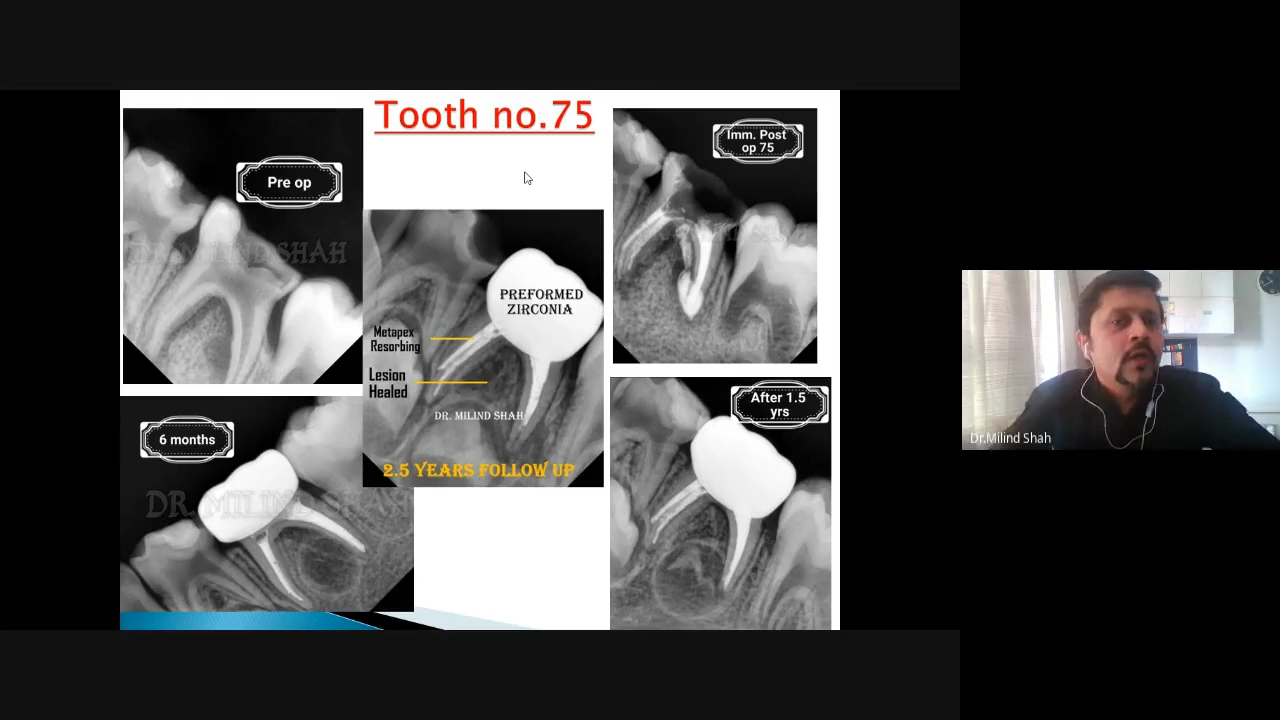 Tooth no.75
Pre op
DR. MILIND SHAH
Imm. Post
op 75
PREFORMED
ZIRCONIA
Metapex
Resorbing
Lesion
Healed
DR. MILIND SHAH
2.5 YEARS FOLLOW UP
6 months
DR. MILIND SHAH
After 1.5
yrs
Dr.Milind Shah